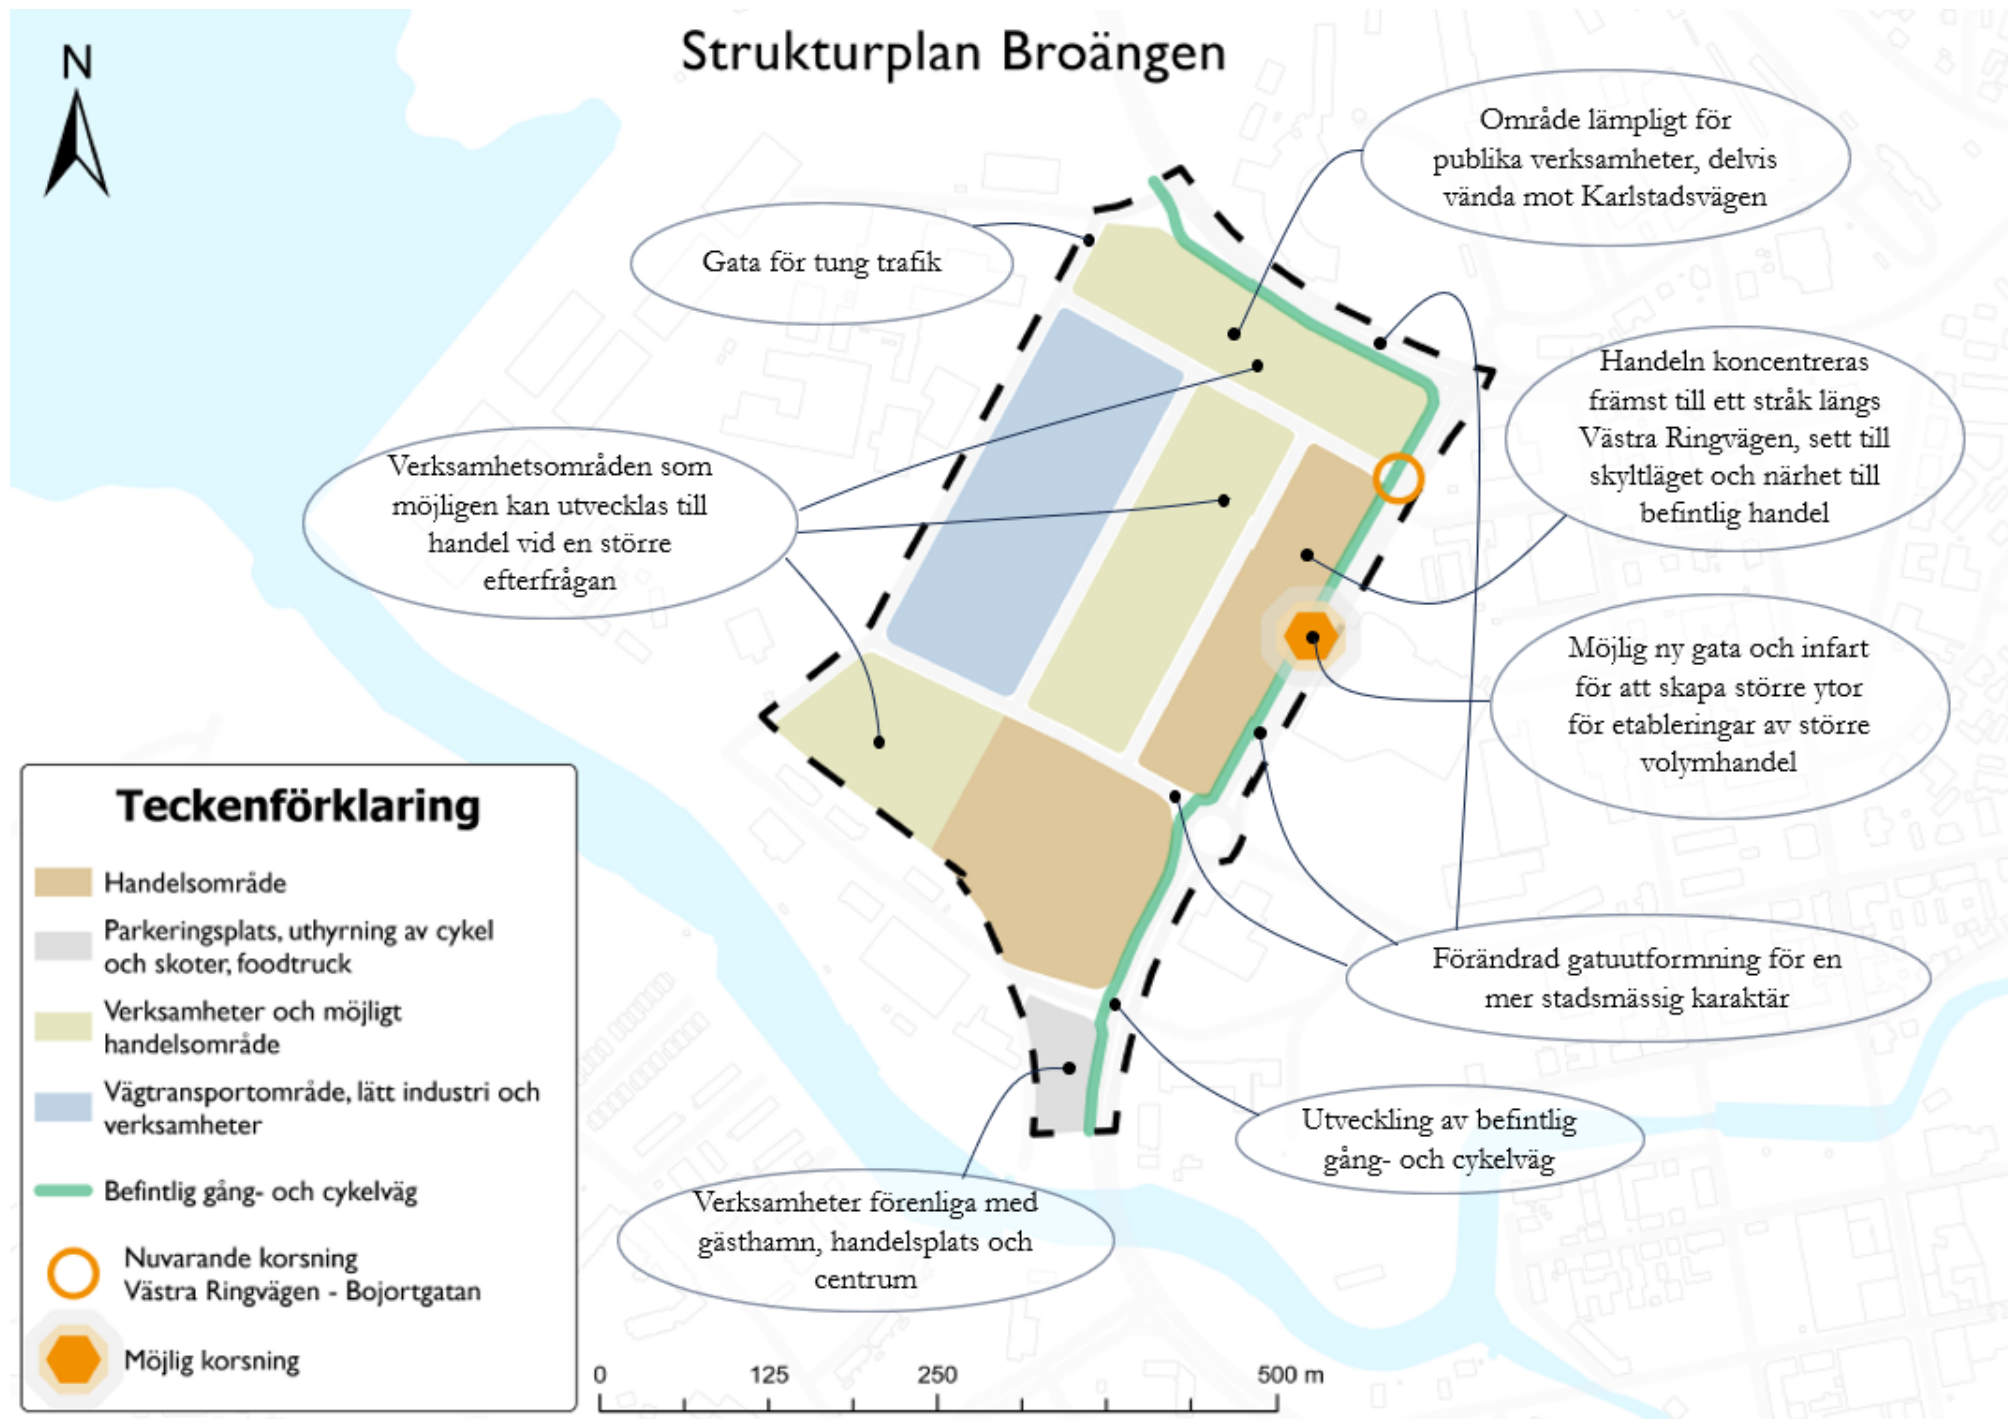 Strukturplan Broängen
N
Område lämpligt för
publika verksamheter, delvis
vända mot Karlstadsvägen
Gata för tung trafik
Handeln koncentreras
främst till ett stråk längs
Västra Ringvägen, sett till
skyltläget och närhet till
befintlig handel
Verksamhetsområden som
möjligen kan utvecklas till
handel vid en större
efterfrågan
Möjlig ny gata och infart
för att skapa större ytor
för etableringar av större
volymhandel
Förändrad gatuutformning för en
mer stadsmässig karaktär
Utveckling av befintlig
gång- och cykelväg
Verksamheter förenliga med
gästhamn, handelsplats och
centrum
Teckenförklaring
Handelsområde
Parkeringsplats, uthyrning av cykel
och skoter, foodtruck
Verksamheter och möjligt
handelsområde
Vägtransportområde, lätt industri och
verksamheter
Befintlig gång- och cykelväg
Nuvarande korsning
Västra Ringvägen - Bojortgatan
Möjlig korsning
0 125 250 500 m